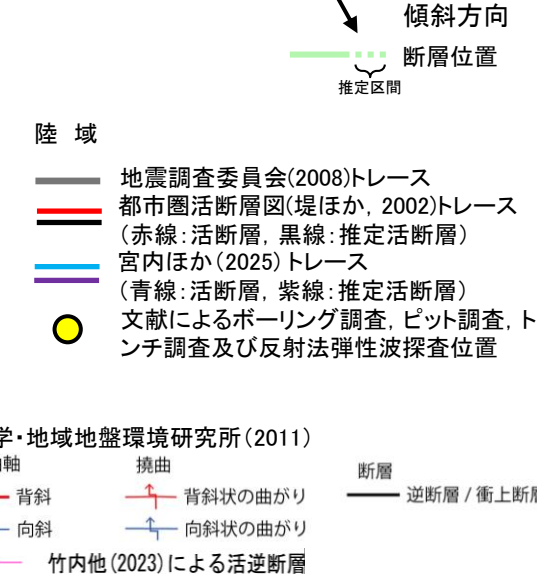 傾斜方向
断層位置
推定区間
陸 域
地震調査委員会(2008)トレース
都市圏活断層図(堤ほか, 2002)トレース
(赤線:活断層, 黒線:推定活断層)
宮内ほか(2025)トレース
(青線:活断層, 紫線:推定活断層)
文献によるボーリング調査, ピット調査, ト
ンチ調査及び反射法弾性波探査位置
学・地域地盤環境研究所(2011)
軸
撓曲
断層
背斜
背斜状の曲がり
逆断層 / 衝上断層
向斜
向斜状の曲がり
竹内他(2023)による活逆断層